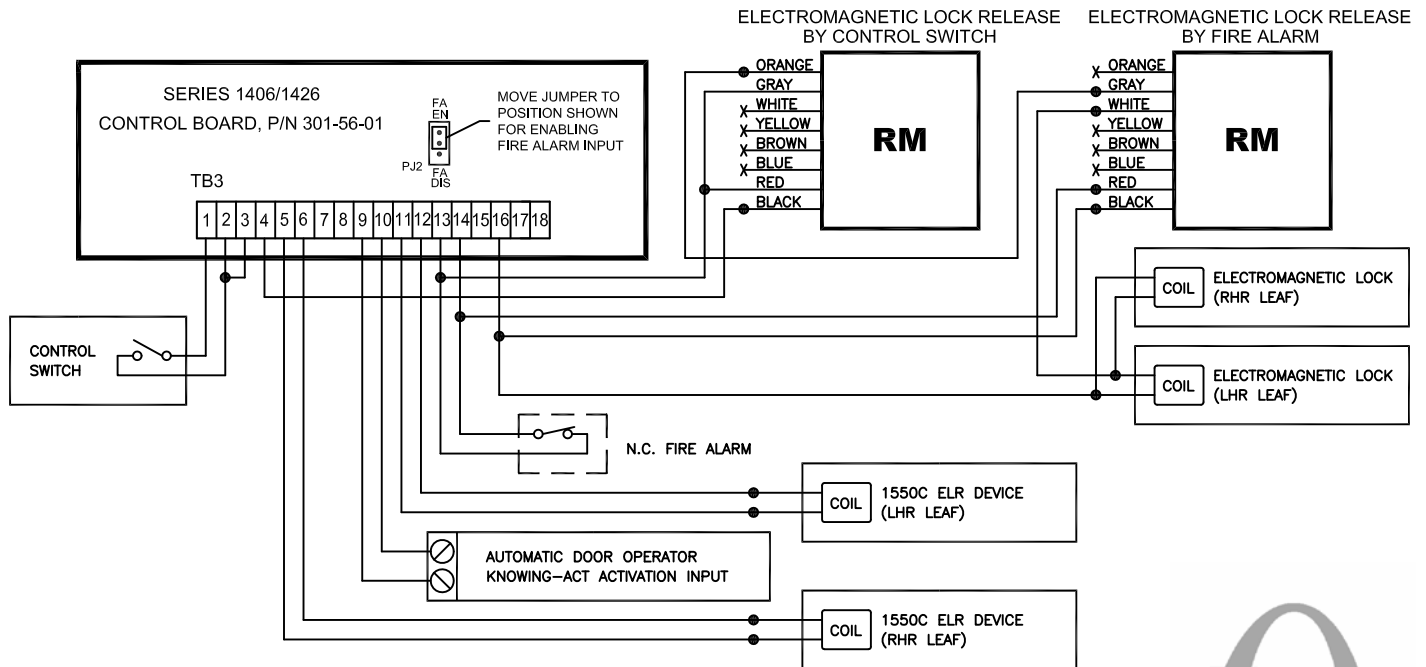 ELECTROMAGNETIC LOCK RELEASE
BY CONTROL SWITCH
ELECTROMAGNETIC LOCK RELEASE
BY FIRE ALARM
SERIES 1406/1426
CONTROL BOARD, P/N 301-56-01
FA
EN
PJ2
FA
DIS
MOVE JUMPER TO
POSITION SHOWN
FOR ENABLING
FIRE ALARM INPUT
TB3
1 2 3 4 5 6 7 8 9 10 11 12 13 14 15 16 17 18
ORANGE
GRAY
WHITE
YELLOW
BROWN
BLUE
RED
BLACK
RM
ORANGE
GRAY
WHITE
YELLOW
BROWN
BLUE
RED
BLACK
RM
COIL
ELECTROMAGNETIC LOCK
(RHR LEAF)
CONTROL
SWITCH
COIL
ELECTROMAGNETIC LOCK
(LHR LEAF)
N.C. FIRE ALARM
COIL
1550C ELR DEVICE
(LHR LEAF)
AUTOMATIC DOOR OPERATOR
KNOWING-ACT ACTIVATION INPUT
COIL
1550C ELR DEVICE
(RHR LEAF)